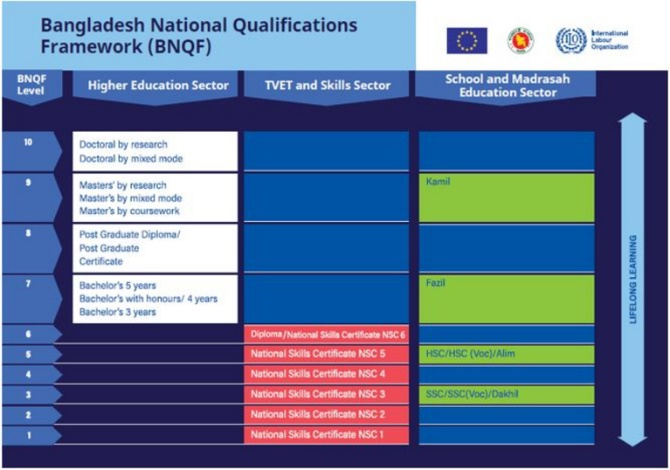 Bangladesh National Qualifications
Framework (BNQF)
International
Labour
Organization
BNQF
Level
Higher Education Sector
TVET and Skills Sector
School and Madrasah
Education Sector
10
Doctoral by research
Doctoral by mixed mode
9
Masters' by research
Master's by mixed mode
Master's by coursework
Kamil
8
Post Graduate Diploma/
Post Graduate
Certificate
7
Bachelor's 5 years
Bachelor's with honours/ 4 years
Bachelor's 3 years
Fazil
6
Diploma/National Skills Certificate NSC 6
5
National Skills Certificate NSC 5
HSC/HSC (Voc)/Alim
4
National Skills Certificate NSC 4
3
National Skills Certificate NSC 3
SSC/SSC(Voc)/Dakhil
2
National Skills Certificate NSC 2
1
National Skills Certificate NSC 1
LIFELONG LEARNING